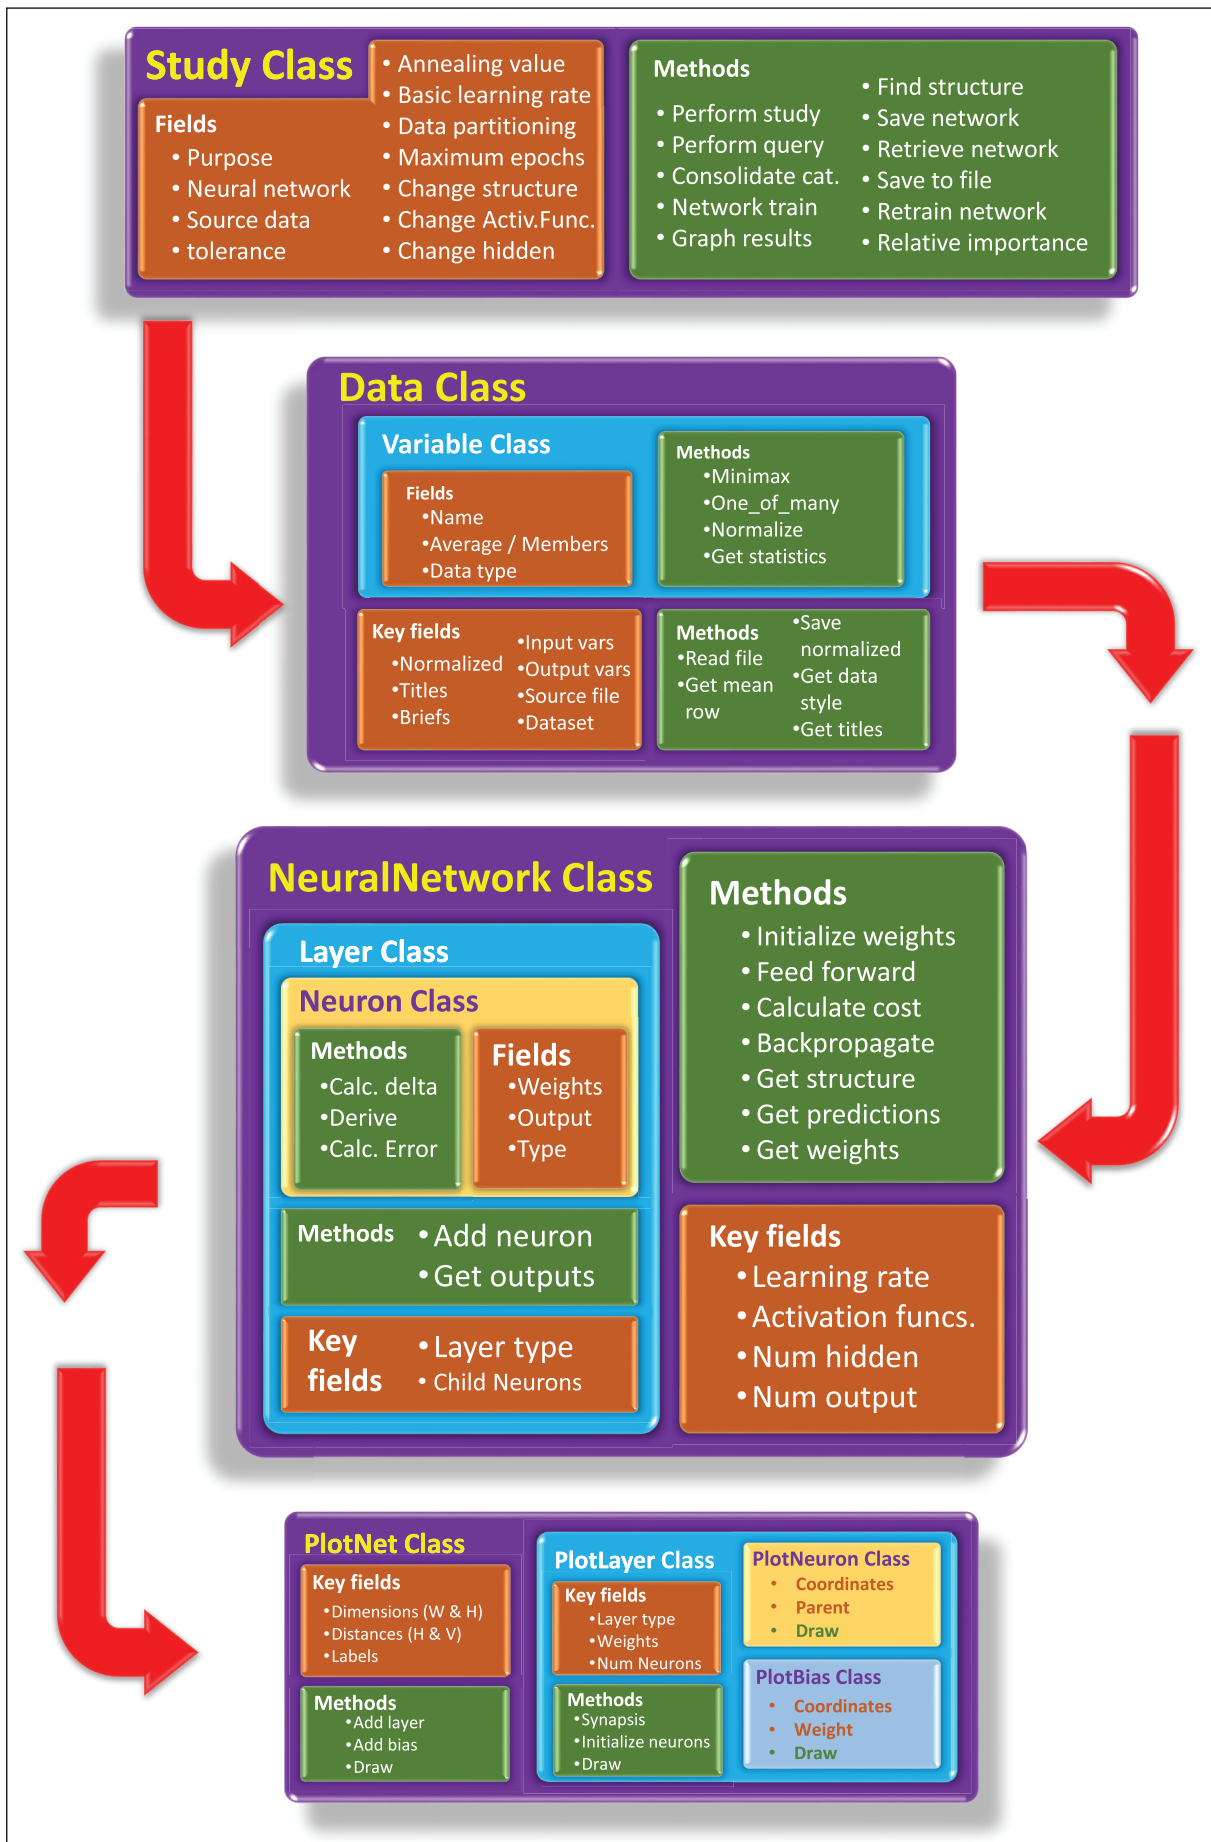 Study Class
Fields
• Purpose
• Neural network
• Source data
• tolerance
• Annealing value
• Basic learning rate
• Data partitioning
• Maximum epochs
• Change structure
• Change Activ.Func.
• Change hidden
Methods
• Perform study
• Perform query
• Consolidate cat.
• Network train
• Graph results
• Find structure
• Save network
• Retrieve network
• Save to file
• Retrain network
• Relative importance
Data Class
Variable Class
Fields
•Name
•Average / Members
•Data type
Methods
•Minimax
•One_of_many
•Normalize
•Get statistics
Key fields
•Normalized
•Titles
•Briefs
•Input vars
•Output vars
•Source file
•Dataset
Methods
•Read file
•Get mean
row
•Save
normalized
•Get data
style
•Get titles
NeuralNetwork Class
Layer Class
Neuron Class
Methods
•Calc. delta
•Derive
•Calc. Error
Fields
•Weights
•Output
•Type
Methods
• Add neuron
• Get outputs
Key
fields
• Layer type
• Child Neurons
Methods
• Initialize weights
• Feed forward
• Calculate cost
• Backpropagate
• Get structure
• Get predictions
• Get weights
Key fields
• Learning rate
• Activation funcs.
• Num hidden
• Num output
PlotNet Class
Key fields
•Dimensions (W & H)
•Distances (H & V)
•Labels
Methods
•Add layer
•Add bias
•Draw
PlotLayer Class
Key fields
•Layer type
•Weights
•Num Neurons
Methods
•Synapsis
•Initialize neurons
•Draw
PlotNeuron Class
• Coordinates
• Parent
• Draw
PlotBias Class
• Coordinates
• Weight
• Draw